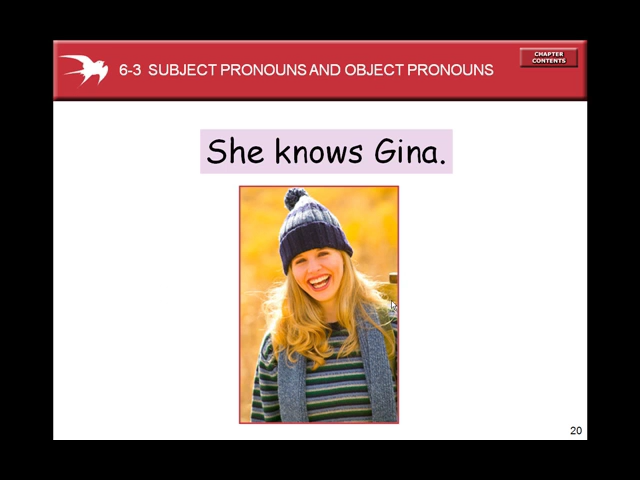 6-3 SUBJECT PRONOUNS AND OBJECT PRONOUNS
CHAPTER
CONTENTS
She knows Gina.
20